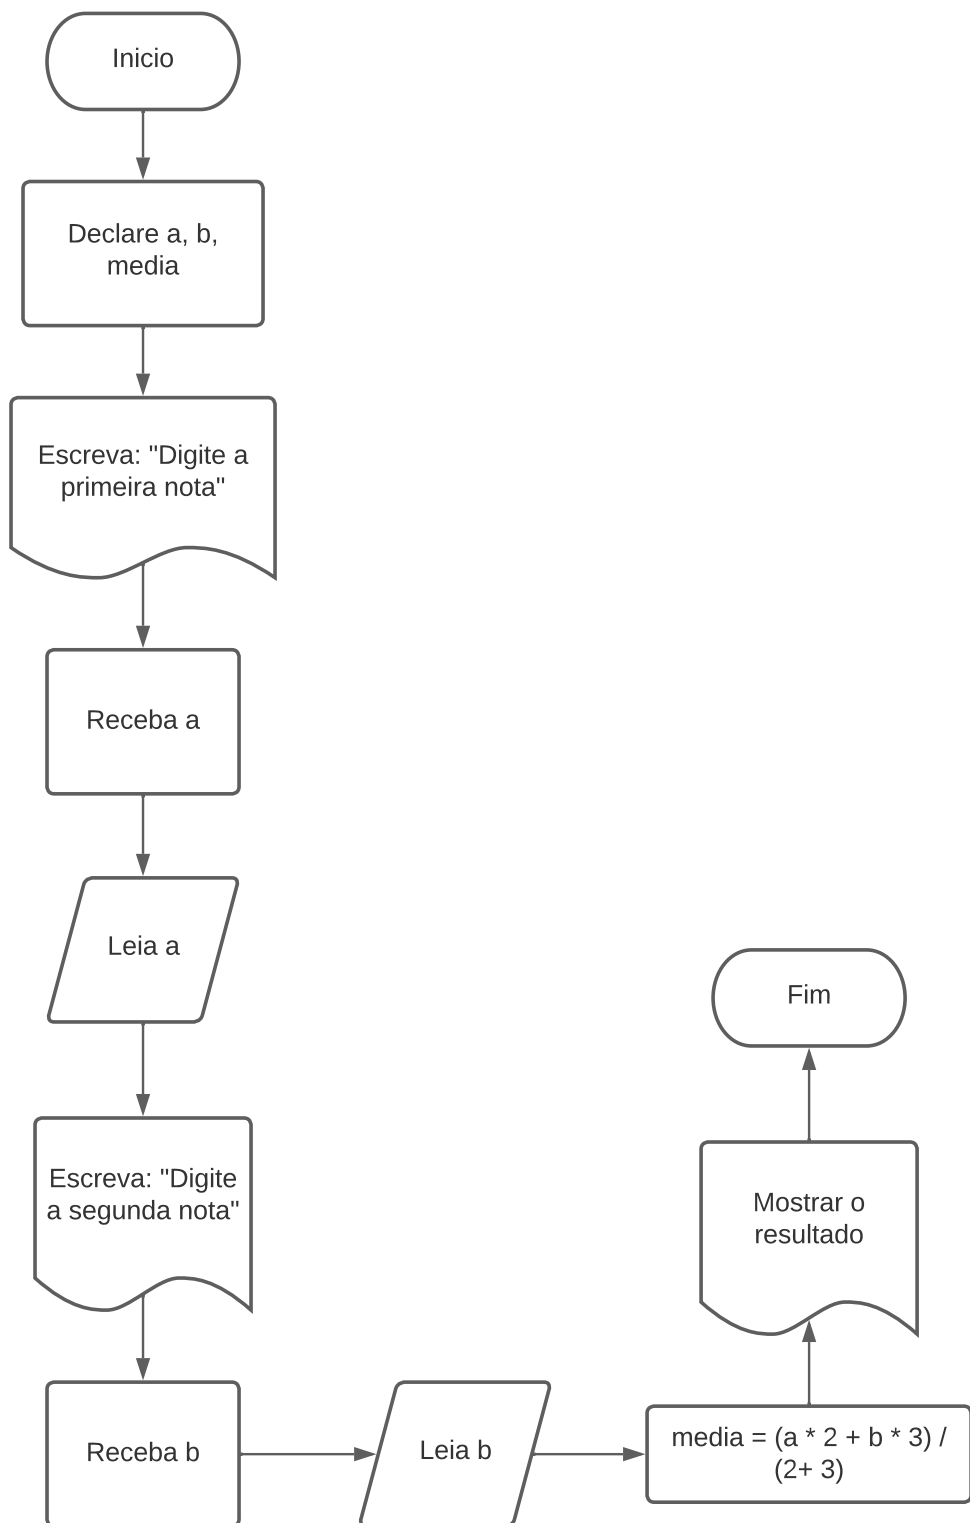 Inicio
Declare a, b,
media
Escreva: "Digite a
primeira nota"
Receba a
Leia a
Escreva: "Digite
a segunda nota"
Receba b
Leia b
media = (a * 2 + b * 3) /
(2+ 3)
Mostrar o
resultado
Fim